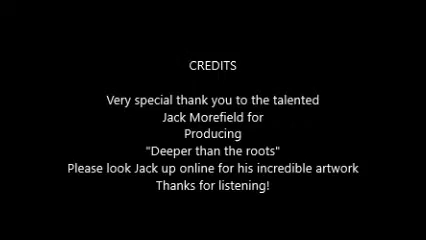 CREDITS
Very special thank you to the talented
Jack Morefield for
Producing
"Deeper than the roots"
Please look Jack up online for his incredible artwork
Thanks for listening!